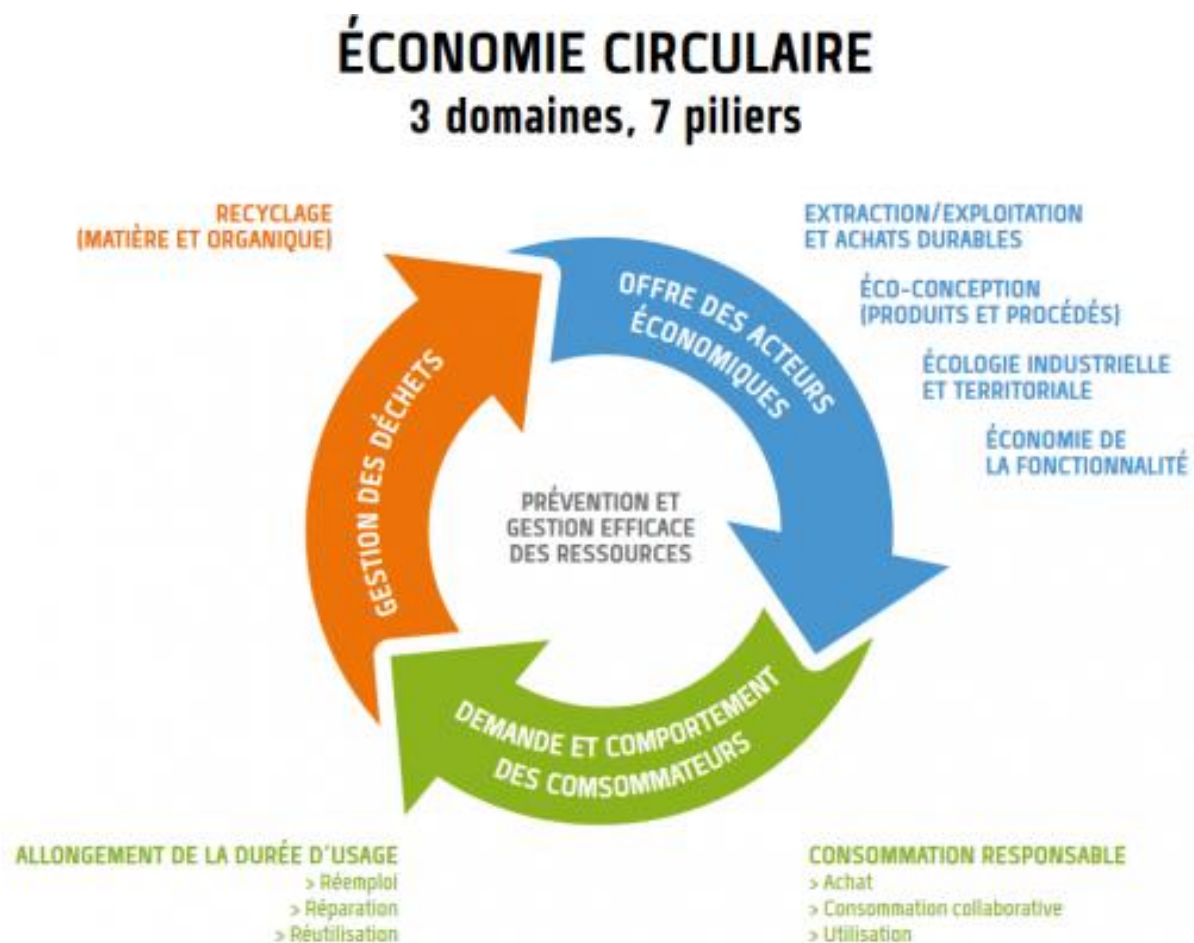 ÉCONOMIE CIRCULAIRE
3 domaines, 7 piliers
RECYCLAGE
(MATIÈRE ET ORGANIQUE)
EXTRACTION/EXPLOITATION
ET ACHATS DURABLES
ÉCO-CONCEPTION
(PRODUITS ET PROCÉDÉS)
ÉCOLOGIE INDUSTRIELLE
ET TERRITORIALE
ÉCONOMIE DE
LA FONCTIONNALITÉ
OFFRE DES ACTEURS
ÉCONOMIQUES
GESTION DES DÉCHETS
PRÉVENTION ET
GESTION EFFICACE
DES RESSOURCES
DEMANDE ET COMPORTEMENT
DES COMSOMMATEURS
ALLONGEMENT DE LA DURÉE D'USAGE
> Réemploi
> Réparation
> Réutilisation
CONSOMMATION RESPONSABLE
> Achat
> Consommation collaborative
> Utilisation